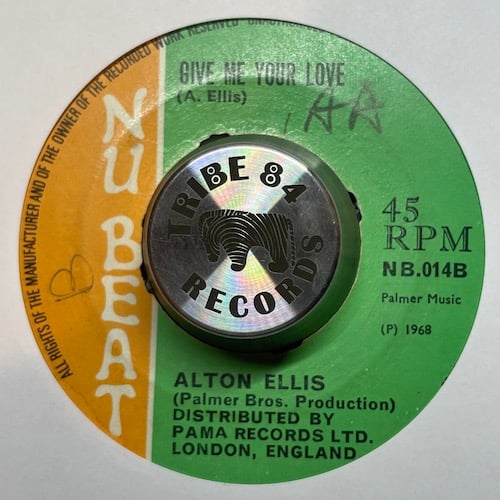 ALL RIGHTS OF THE MANUFACTURER AND OF THE OWNER OF THE RECORDED WORK RESERVED
GIVE ME YOUR LOVE
(A. Ellis)
AA
NU BEAT
B
TRIBE 84
RECORDS
45
RPM
NB.014B
Palmer Music
(P) 1968
ALTON ELLIS
(Palmer Bros. Production)
DISTRIBUTED BY
PAMA RECORDS LTD.
LONDON, ENGLAND